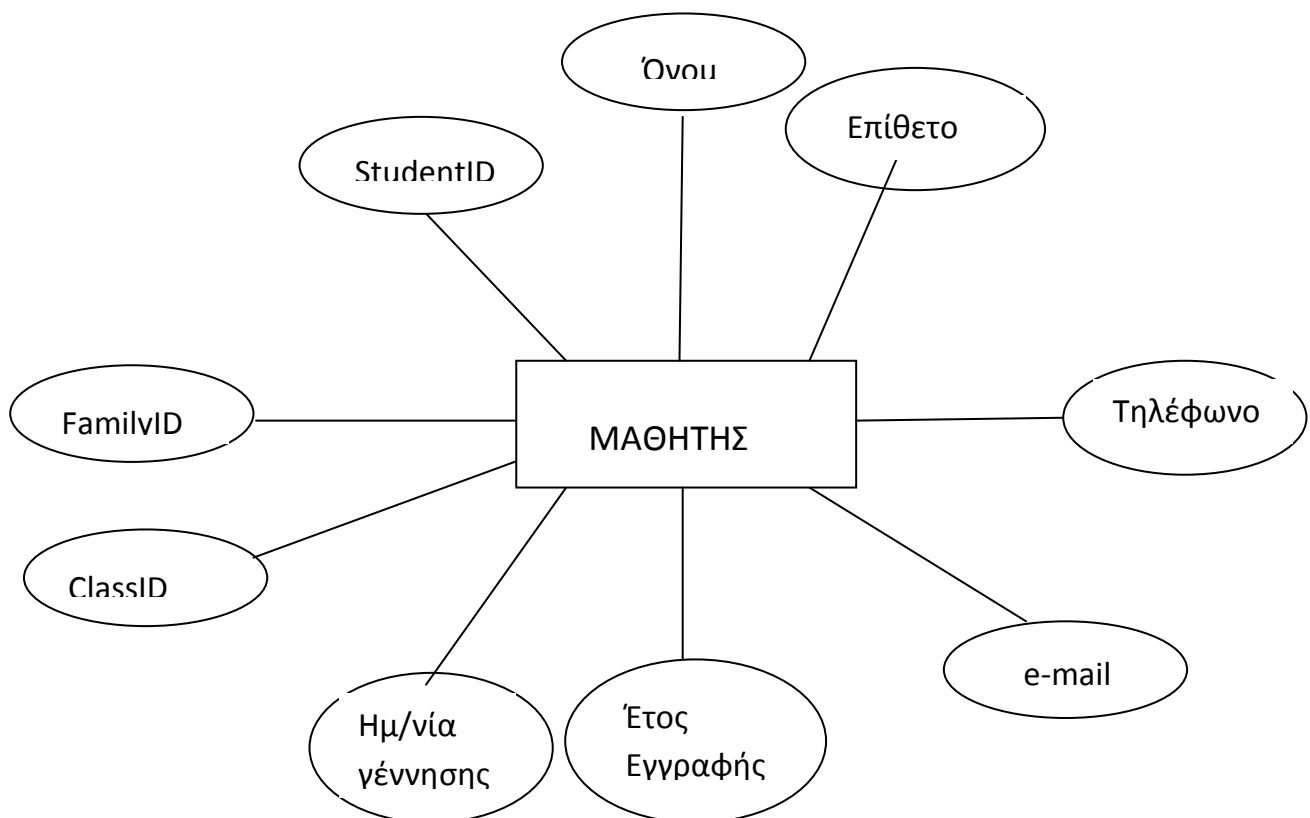 Όνομ
Επίθετο
StudentID
Τηλέφωνο
FamilyID
ΜΑΘΗΤΗΣ
ClassID
e-mail
Ημ/νία
γέννησης
Έτος
Εγγραφής